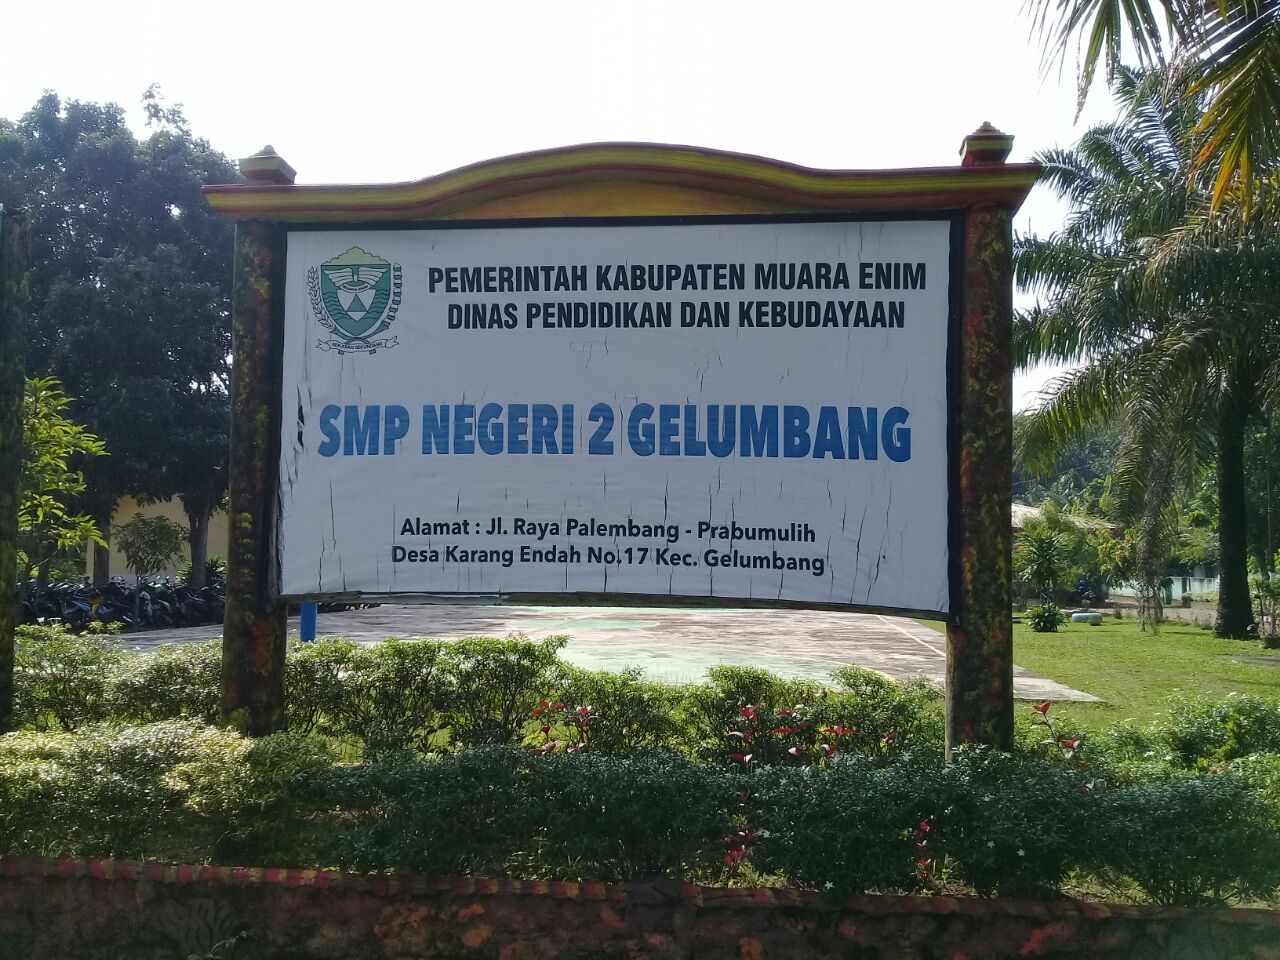 PEMERINTAH KABUPATEN MUARA ENIM
DINAS PENDIDIKAN DAN KEBUDAYAAN
SMP NEGERI 2 GELUMBANG
Alamat : Jl. Raya Palembang - Prabumulih
Desa Karang Endah No.17 Kec. Gelumbang